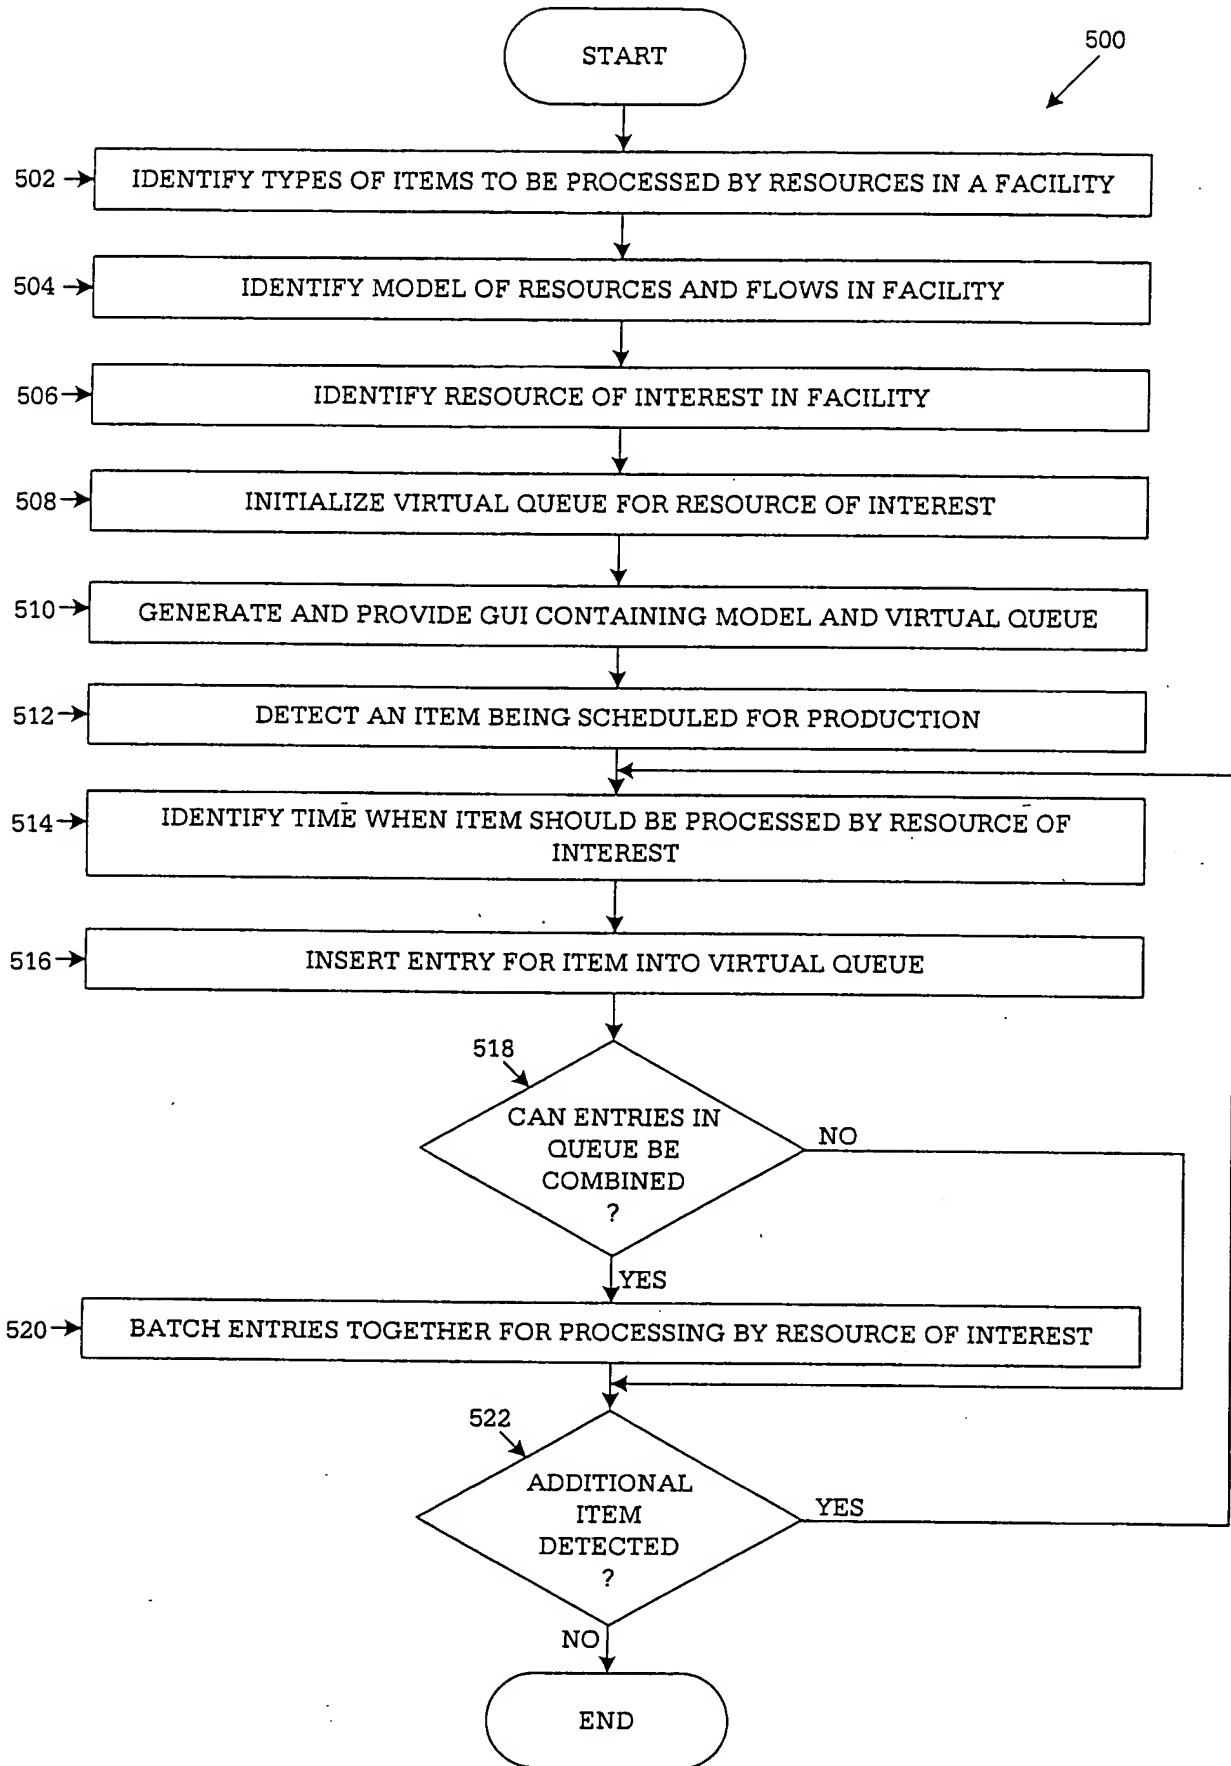 START
500
502
IDENTIFY TYPES OF ITEMS TO BE PROCESSED BY RESOURCES IN A FACILITY
504
IDENTIFY MODEL OF RESOURCES AND FLOWS IN FACILITY
506
IDENTIFY RESOURCE OF INTEREST IN FACILITY
508
INITIALIZE VIRTUAL QUEUE FOR RESOURCE OF INTEREST
510
GENERATE AND PROVIDE GUI CONTAINING MODEL AND VIRTUAL QUEUE
512
DETECT AN ITEM BEING SCHEDULED FOR PRODUCTION
514
IDENTIFY TIME WHEN ITEM SHOULD BE PROCESSED BY RESOURCE OF
INTEREST
516
INSERT ENTRY FOR ITEM INTO VIRTUAL QUEUE
518
CAN ENTRIES IN
QUEUE BE
COMBINED
?
NO
YES
520
BATCH ENTRIES TOGETHER FOR PROCESSING BY RESOURCE OF INTEREST
522
ADDITIONAL
ITEM
DETECTED
?
YES
NO
END